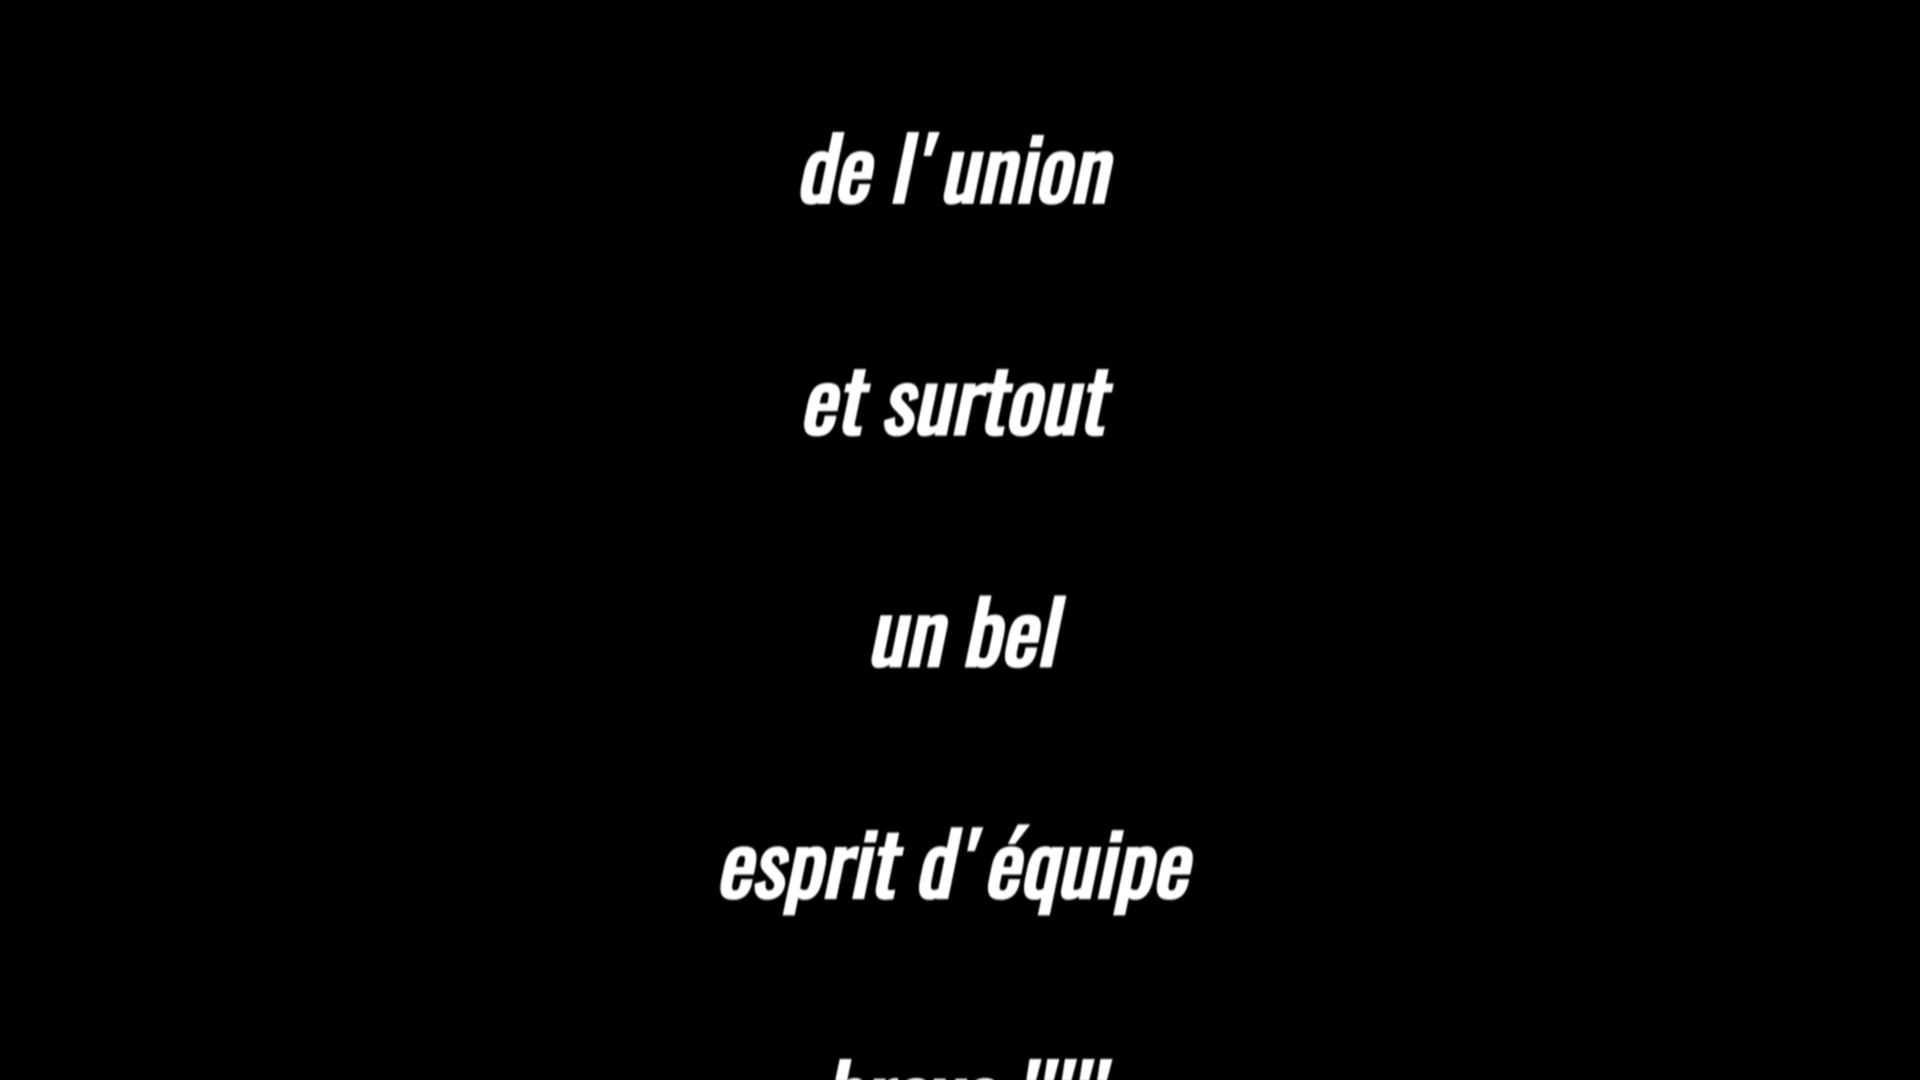 de l'union
et surtout
un bel
esprit d'équipe